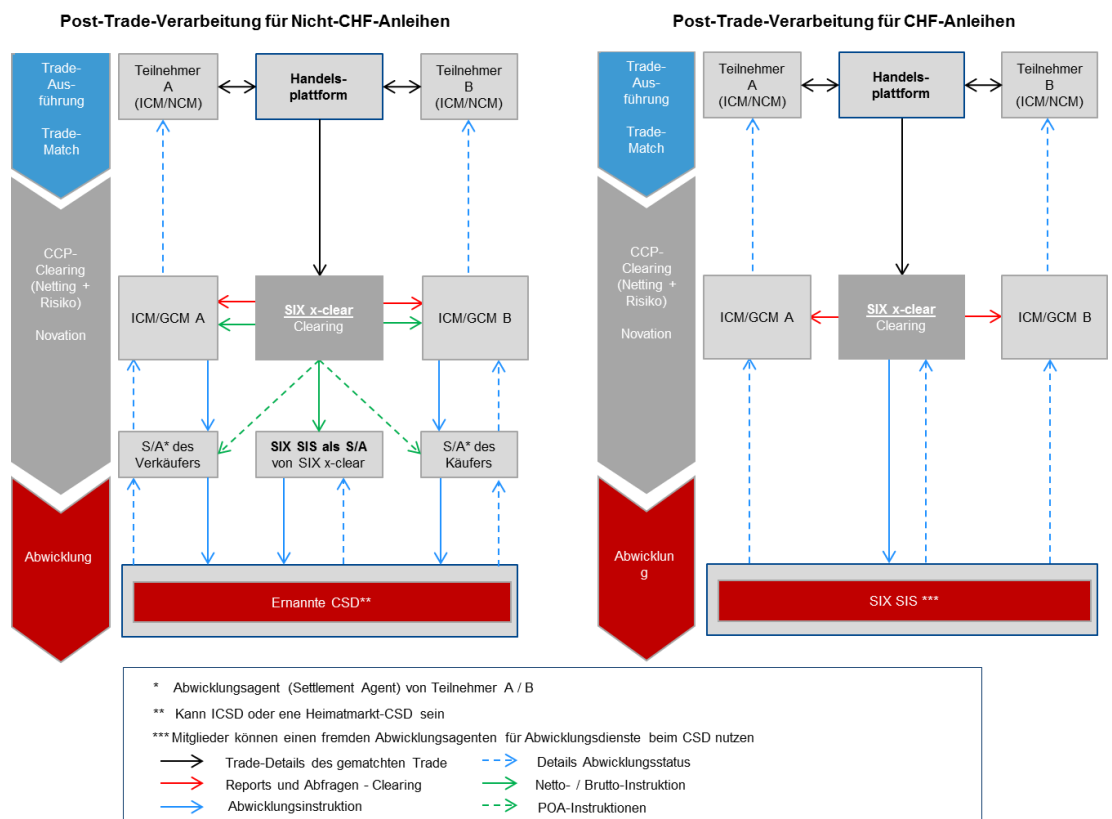 Post-Trade-Verarbeitung für Nicht-CHF-Anleihen
Trade-
Aus-
führung
Trade-
Match
Teilnehmer
A
(ICM/NCM)
Handels-
plattform
Teilnehmer
B
(ICM/NCM)
CCP-
Clearing
(Netting +
Risiko)
Novation
ICM/GCM A
SIX x-clear
Clearing
ICM/GCM B
S/A* des
Verkäufers
SIX SIS als S/A
von SIX x-clear
S/A* des
Käufers
Abwicklung
Ernannte CSD**
Post-Trade-Verarbeitung für CHF-Anleihen
Trade-
Aus-
führung
Trade-
Match
Teilnehmer
A
(ICM/NCM)
Handels-
plattform
Teilnehmer
B
(ICM/NCM)
CCP-
Clearing
(Netting +
Risiko)
Novation
ICM/GCM A
SIX x-clear
Clearing
ICM/GCM B
Abwicklun
g
SIX SIS ***
* Abwicklungsagent (Settlement Agent) von Teilnehmer A / B
** Kann ICSD oder ene Heimatmarkt-CSD sein
*** Mitglieder können einen fremden Abwicklungsagenten für Abwicklungsdienste beim CSD nutzen
Trade-Details des gematchten Trade
Reports und Abfragen - Clearing
Abwicklungsinstruktion
Details Abwicklungsstatus
Netto- / Brutto-Instruktion
POA-Instruktionen